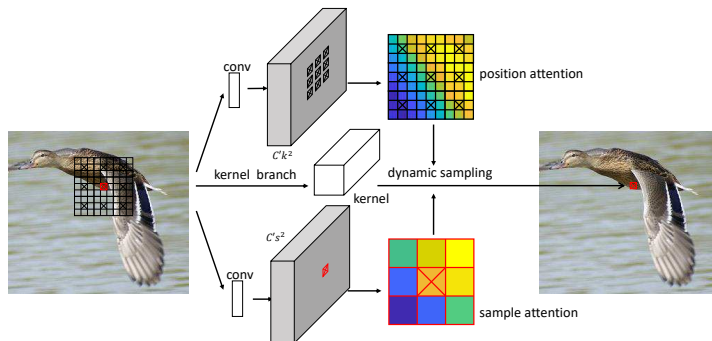 conv
position attention
C'k²
kernel branch
dynamic sampling
kernel
C's²
conv
sample attention